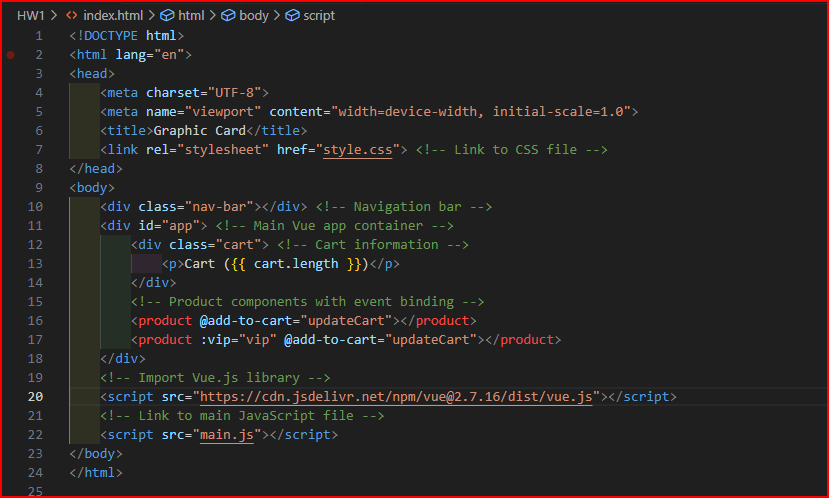 HW1 > <> index.html > html > body > script
1 <!DOCTYPE html>
2 <html lang="en">
3 <head>
4     <meta charset="UTF-8">
5     <meta name="viewport" content="width=device-width, initial-scale=1.0">
6     <title>Graphic Card</title>
7     <link rel="stylesheet" href="style.css"> <!-- Link to CSS file -->
8 </head>
9 <body>
10     <div class="nav-bar"></div> <!-- Navigation bar -->
11     <div id="app"> <!-- Main Vue app container -->
12         <div class="cart"> <!-- Cart information -->
13             <p>Cart ({{ cart.length }})</p>
14         </div>
15         <!-- Product components with event binding -->
16         <product @add-to-cart="updateCart"></product>
17         <product :vip="vip" @add-to-cart="updateCart"></product>
18     </div>
19     <!-- Import Vue.js library -->
20     <script src="https://cdn.jsdelivr.net/npm/vue@2.7.16/dist/vue.js"></script>
21     <!-- Link to main JavaScript file -->
22     <script src="main.js"></script>
23 </body>
24 </html>
25